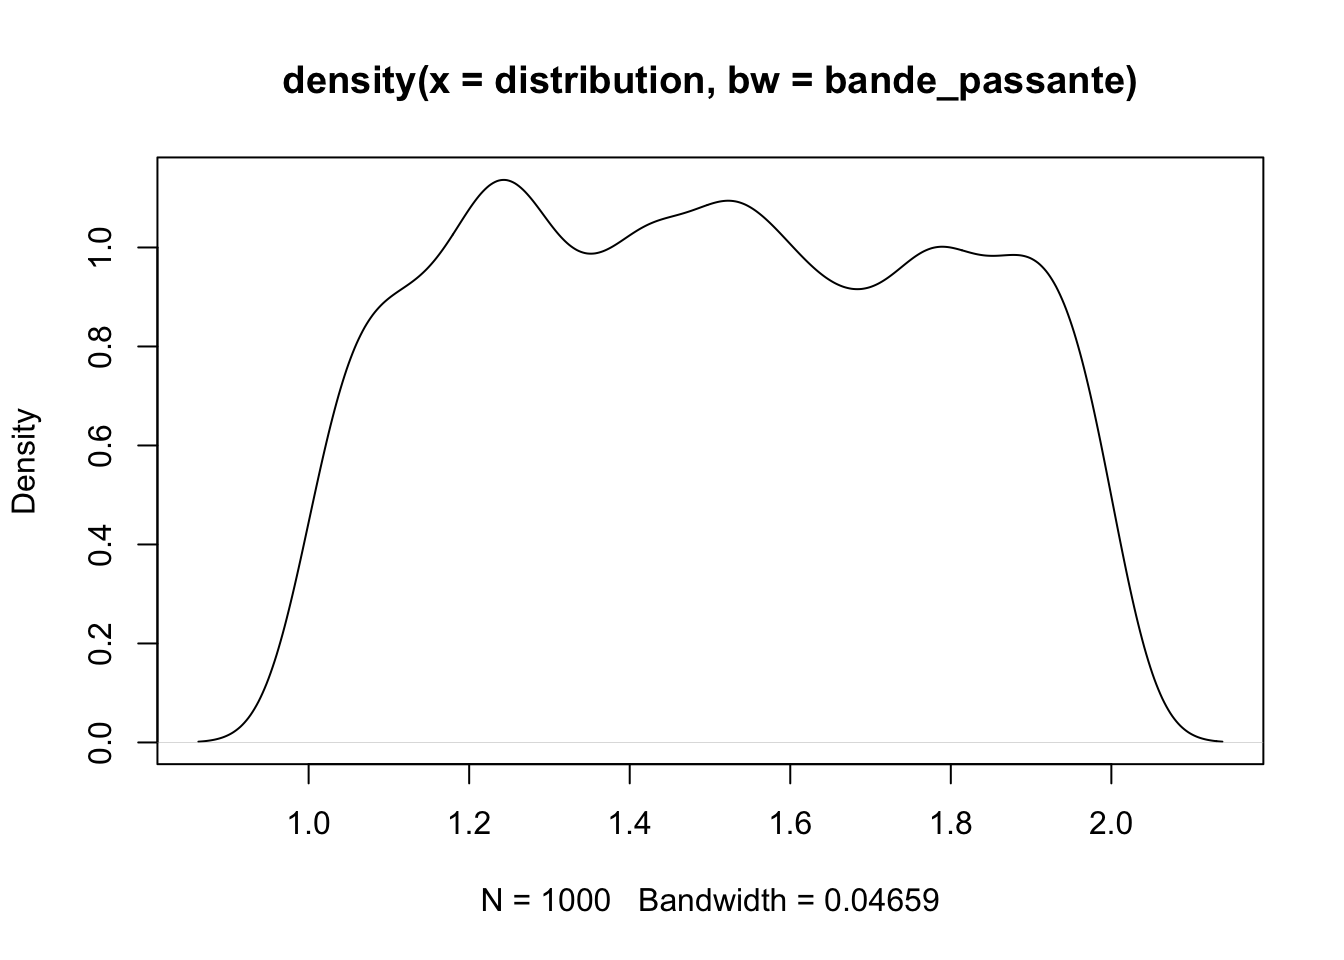 density(x = distribution, bw = bande_passante)
Density
1.0
0.8
0.6
0.4
0.2
0.0
1.0 1.2 1.4 1.6 1.8 2.0
N = 1000 Bandwidth = 0.04659